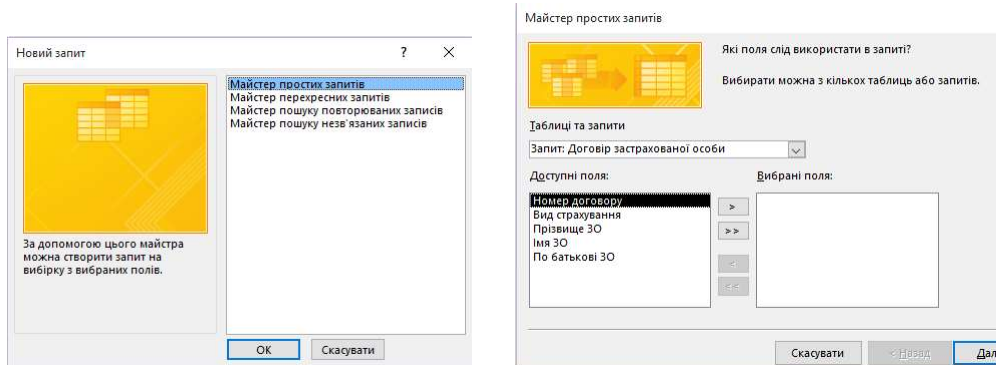 Новий запит
?
Майстер простих запитів
Майстер перехресних запитів
Майстер пошуку повторюваних записів
Майстер пошуку незв'язаних записів
За допомогою цього майстра
можна створити запит на
вибірку з вибраних полів.
OK
Скасувати
Майстер простих запитів
Які поля слід використати в запиті?
Вибирати можна з кількох таблиць або запитів.
Таблиці та запити
Запит: Договір застрахованої особи
Доступні поля:
Вибрані поля:
Номер договору
Вид страхування
Прізвище ЗО
Імя ЗО
По батькові ЗО
>
>>
<
<<
Скасувати
< Назад
Дал